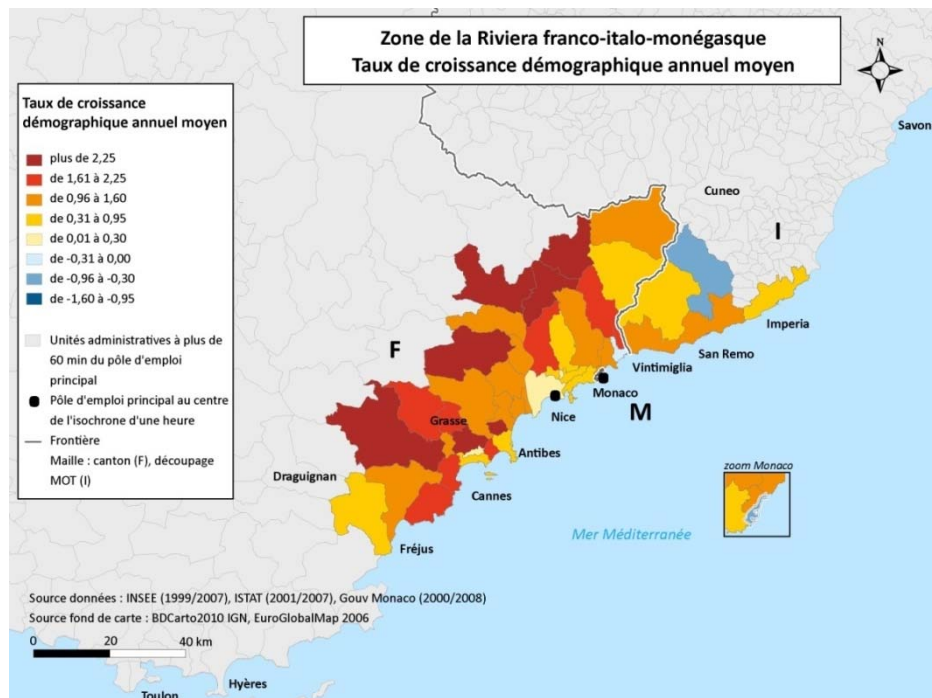 Zone de la Riviera franco-italo-monégasque
Taux de croissance démographique annuel moyen
N
Taux de croissance
démographique annuel moyen
plus de 2,25
de 1,61 à 2,25
de 0,96 à 1,60
de 0,31 à 0,95
de 0,01 à 0,30
de -0,31 à 0,00
de -0,96 à -0,30
de -1,60 à -0,95
Unités administratives à plus de
60 min du pôle d'emploi
principal
Pôle d'emploi principal au centre
de l'isochrone d'une heure
Frontière
Maille : canton (F), découpage
MOT (I)
Savon
Cuneo
I
Imperia
San Remo
F
Vintimiglia
Monaco
M
Nice
Grasse
Antibes
Draguignan
Cannes
Fréjus
zoom Monaco
Mer Méditerranée
Source données : INSEE (1999/2007), ISTAT (2001/2007), Gouv Monaco (2000/2008)
Source fond de carte : BDCarto2010 IGN, EuroGlobalMap 2006
0 20 40 km
Hyères
Toulon